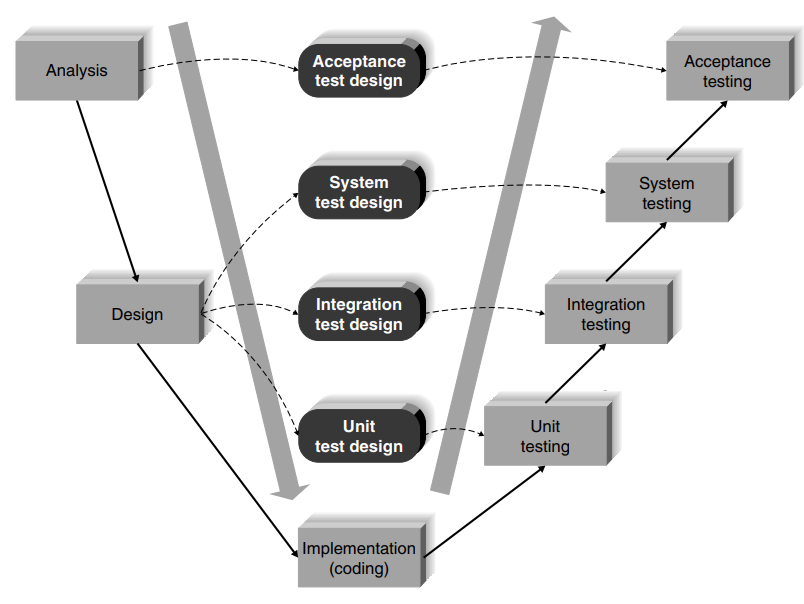 Analysis
Acceptance
test design
Acceptance
testing
System
test design
System
testing
Design
Integration
test design
Integration
testing
Unit
test design
Unit
testing
Implementation
(coding)